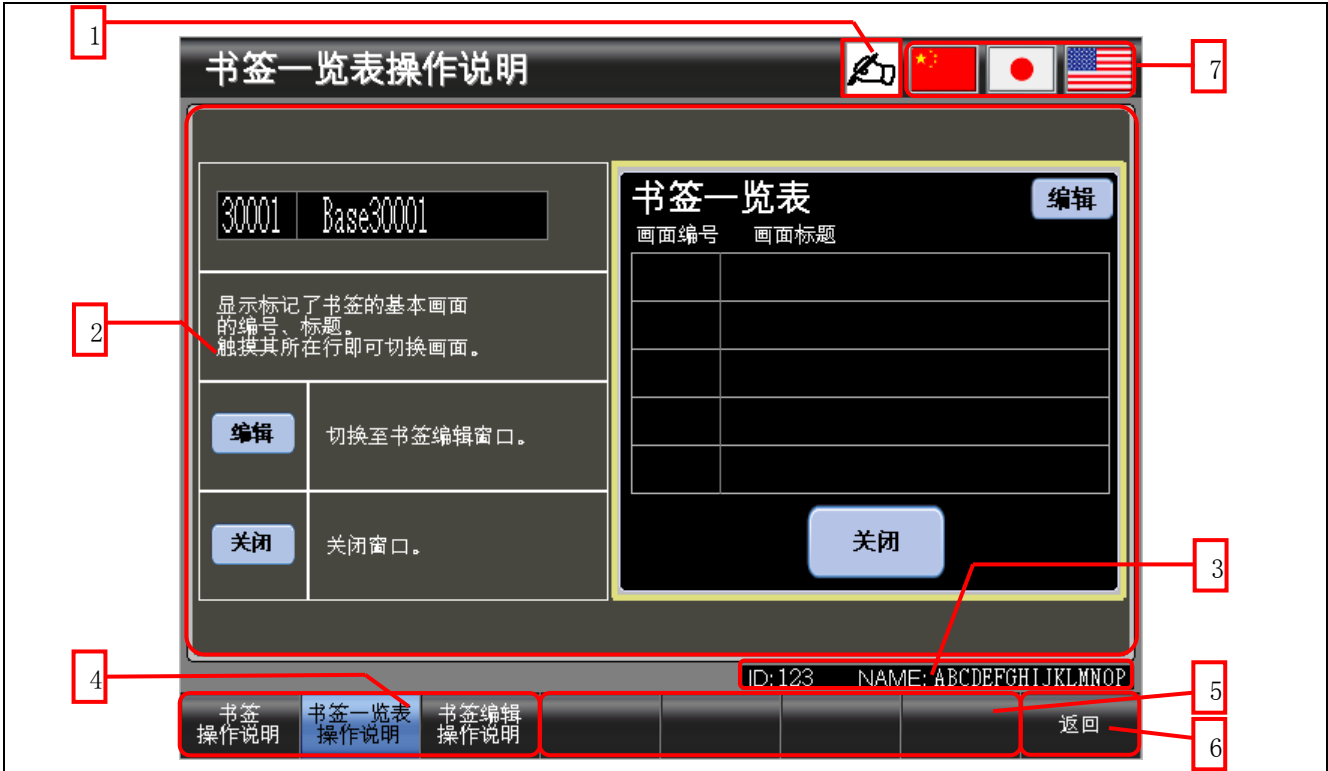 1
书签一览表操作说明
7
30001 Base30001
书签一览表
编辑
画面编号 画面标题
2
显示标记了书签的基本画面
的编号、标题。
触摸其所在行即可切换画面。
编辑
切换至书签编辑窗口。
关闭
关闭窗口。
关闭
3
ID:123 NAME: ABCDEFGHIJKLMNOP
4
5
书签
操作说明
书签一览表
操作说明
书签编辑
操作说明
返回
6